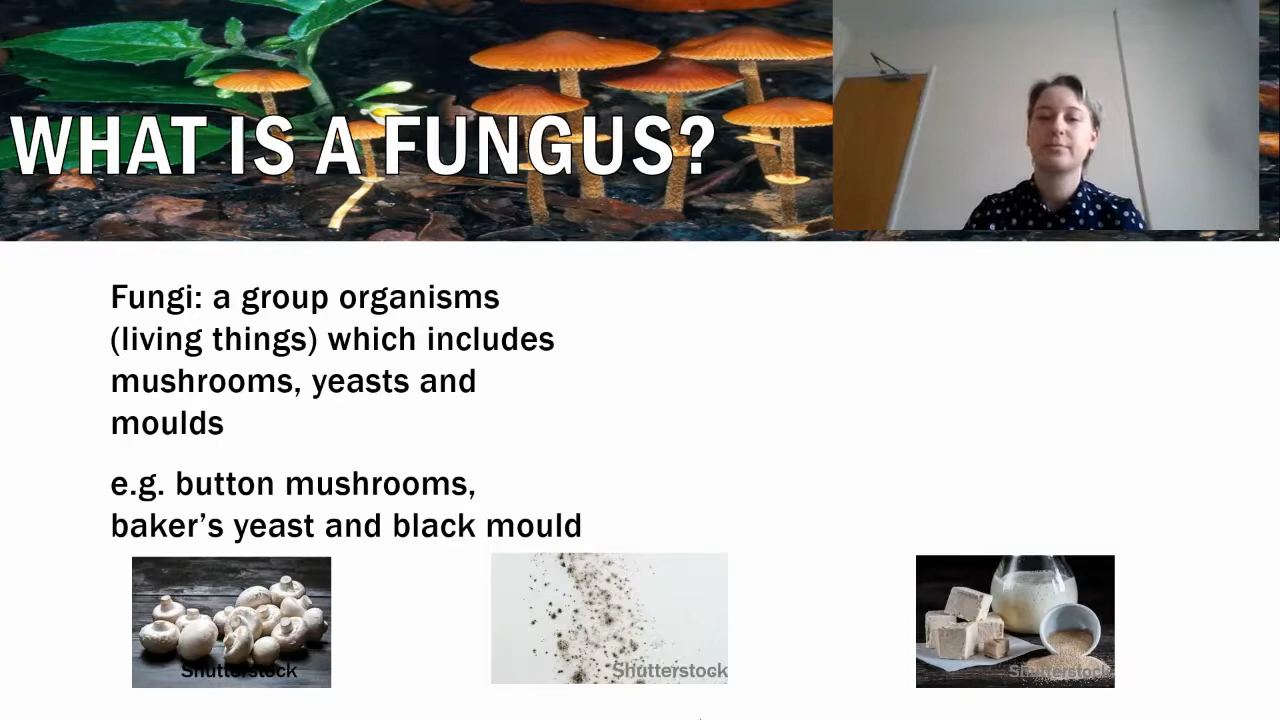 WHAT IS A FUNGUS?
Fungi: a group organisms
(living things) which includes
mushrooms, yeasts and
moulds
e.g. button mushrooms,
baker’s yeast and black mould
Shutterstock
Shutterstock
Shutterstock